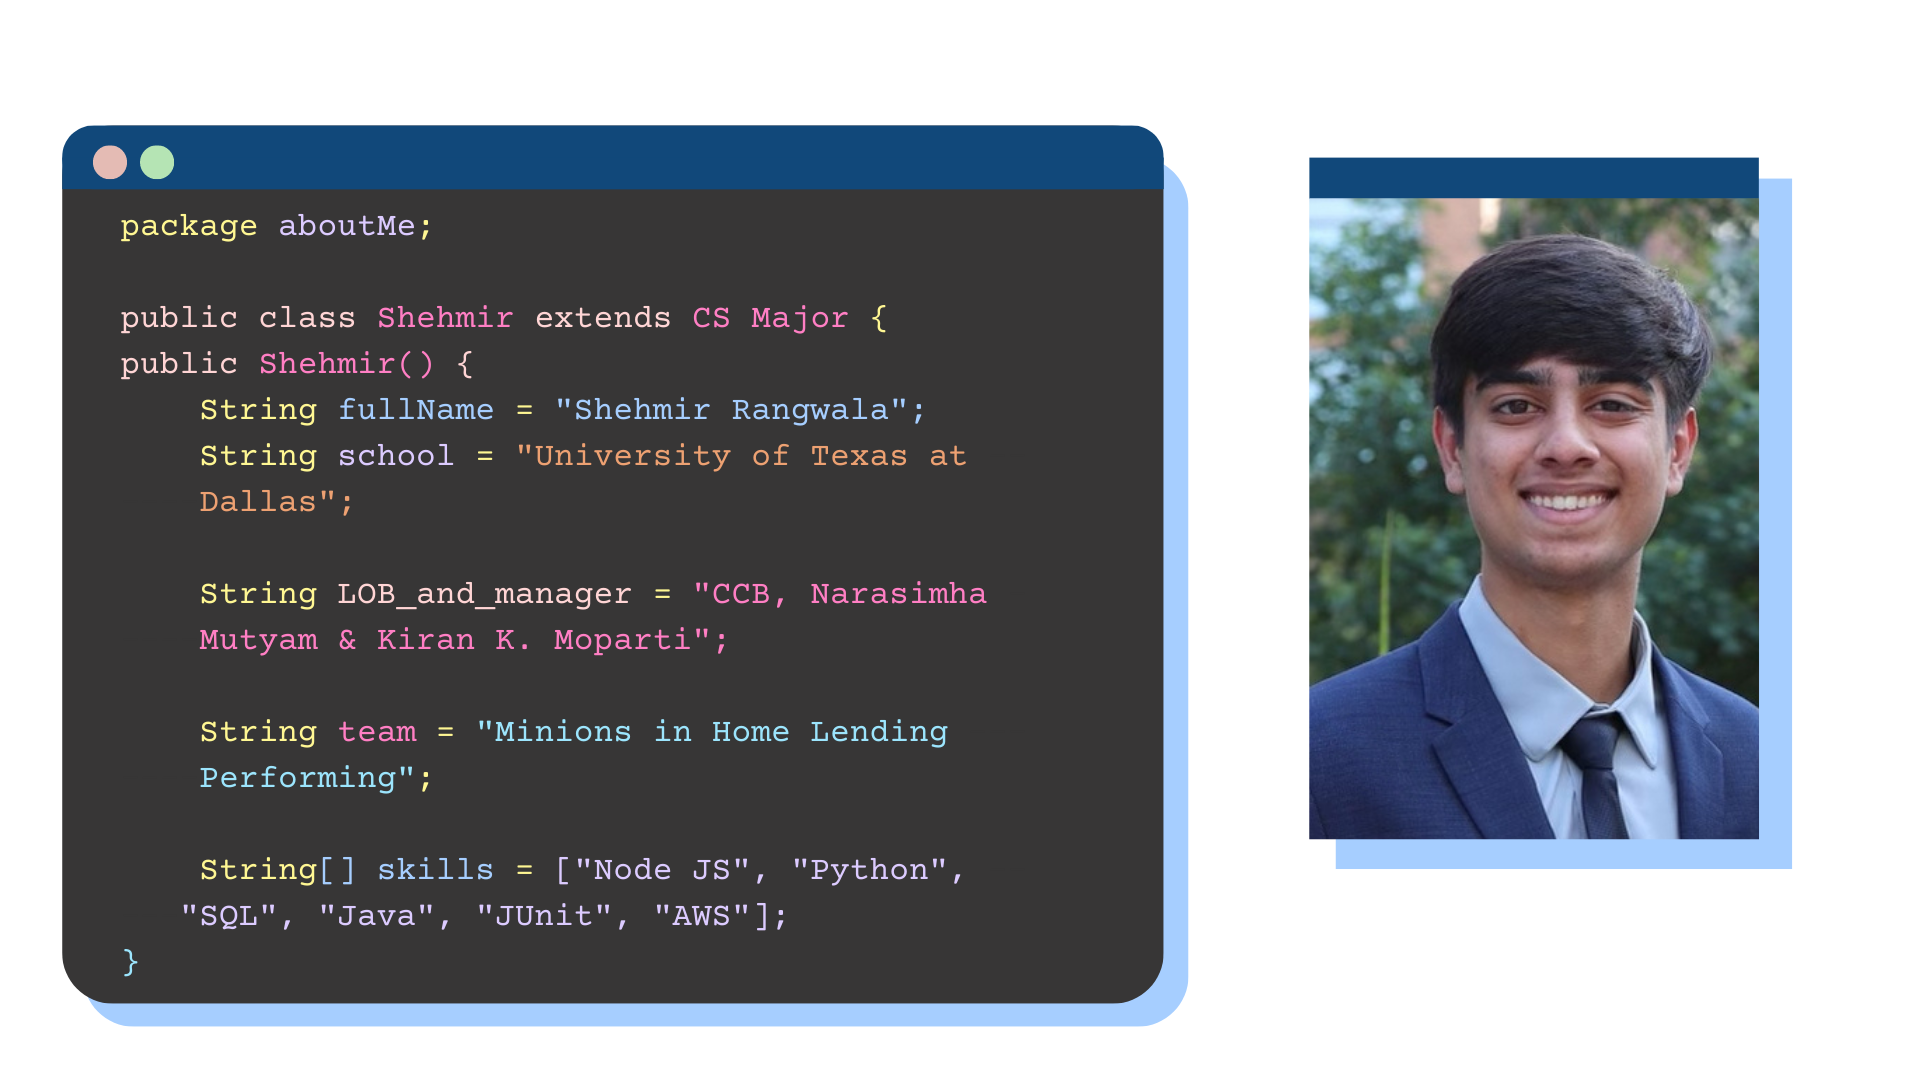 package aboutMe;
public class Shehmir extends CS Major {
public Shehmir() {
String fullName = "Shehmir Rangwala";
String school = "University of Texas at
Dallas";
String LOB_and_manager = "CCB, Narasimha
Mutyam & Kiran K. Moparti";
String team = "Minions in Home Lending
Performing";
String[] skills = ["Node JS", "Python",
"SQL", "Java", "JUnit", "AWS"];
}